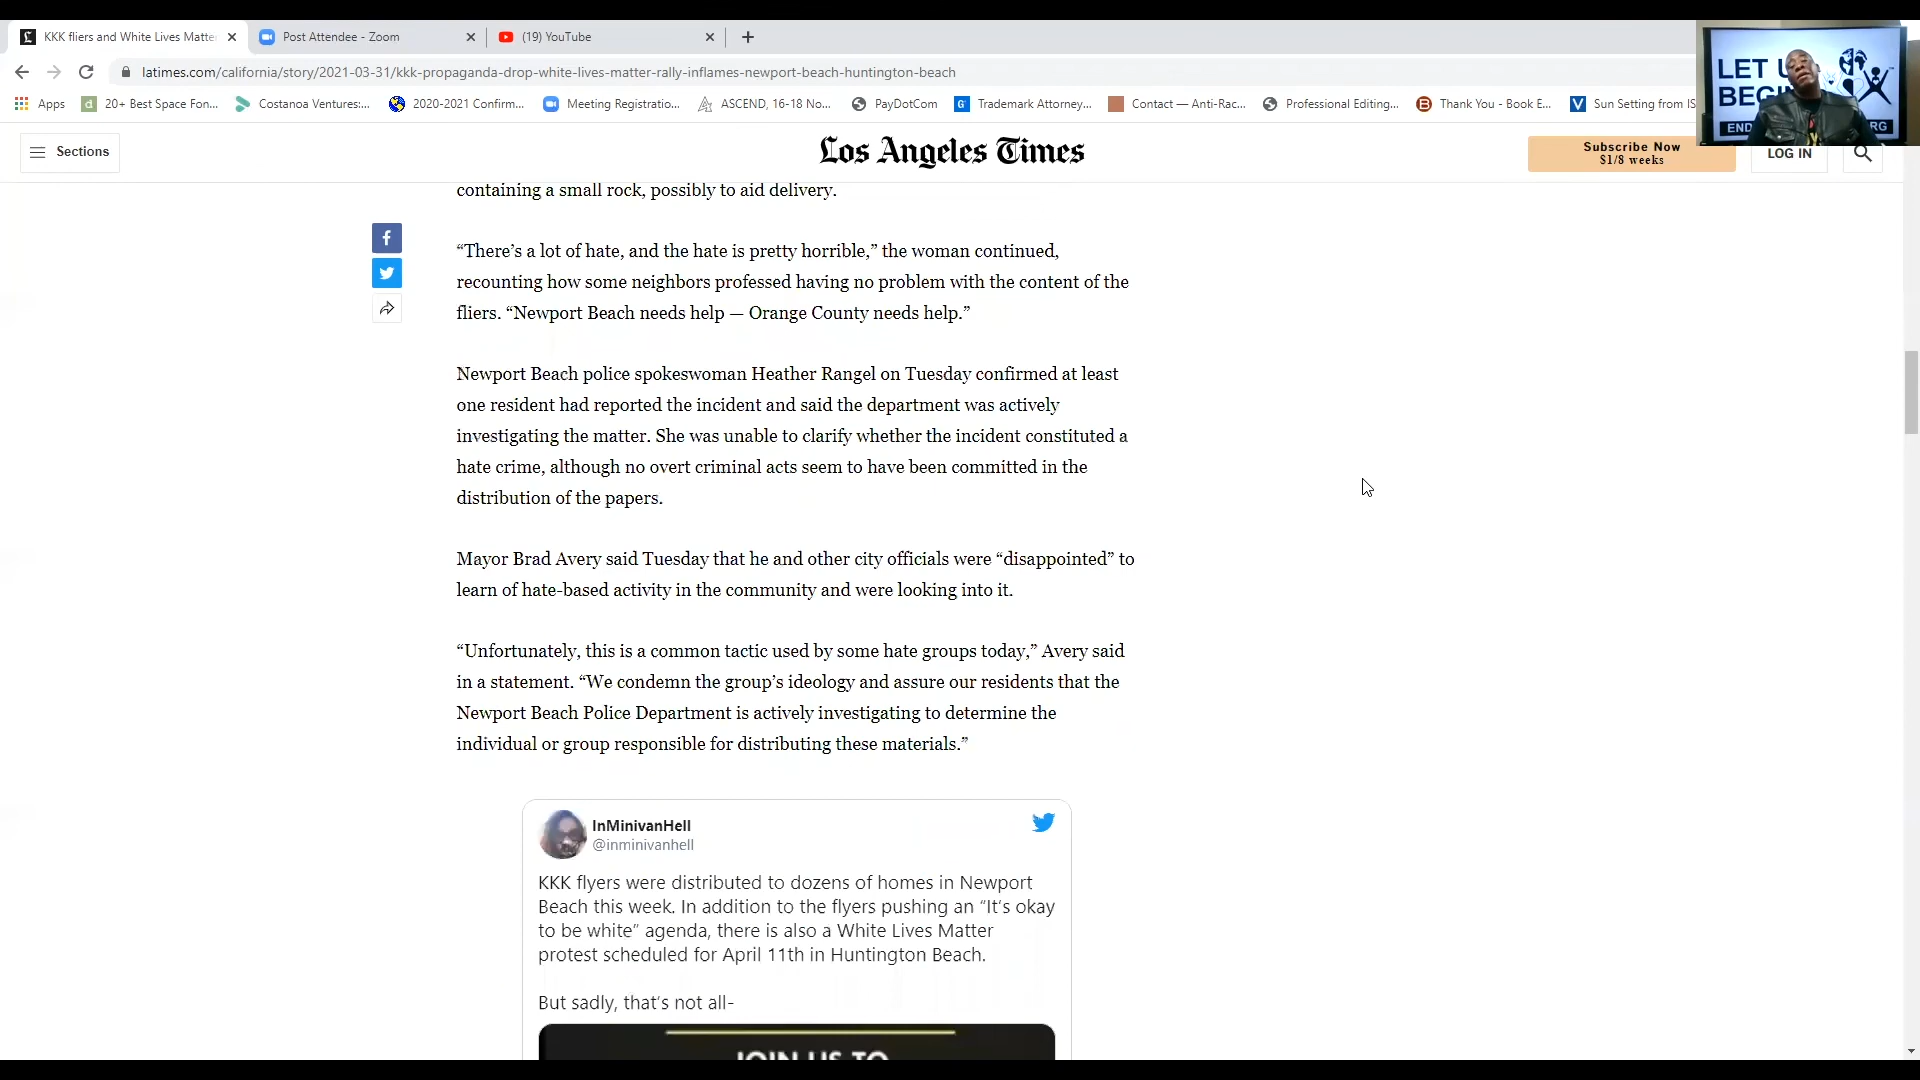 KKK fliers and White Lives Matte
Post Attendee - Zoom
(19) YouTube
latimes.com/california/story/2021-03-31/kkk-propaganda-drop-white-lives-matter-rally-inflames-newport-beach-huntington-beach
Apps
20+ Best Space Fon...
Costanoa Ventures:...
2020-2021 Confirm...
Meeting Registratio...
ASCEND, 16-18 No...
PayDotCom
Trademark Attorney...
Contact — Anti-Rac...
Professional Editing...
Thank You - Book E...
Sun Setting from IS
LET U
BEGIN
END
RG
Sections
Los Angeles Times
Subscribe Now
$1/8 weeks
LOG IN
containing a small rock, possibly to aid delivery.
“There’s a lot of hate, and the hate is pretty horrible,” the woman continued,
recounting how some neighbors professed having no problem with the content of the
fliers. “Newport Beach needs help — Orange County needs help.”
Newport Beach police spokeswoman Heather Rangel on Tuesday confirmed at least
one resident had reported the incident and said the department was actively
investigating the matter. She was unable to clarify whether the incident constituted a
hate crime, although no overt criminal acts seem to have been committed in the
distribution of the papers.
Mayor Brad Avery said Tuesday that he and other city officials were “disappointed” to
learn of hate-based activity in the community and were looking into it.
“Unfortunately, this is a common tactic used by some hate groups today,” Avery said
in a statement. “We condemn the group’s ideology and assure our residents that the
Newport Beach Police Department is actively investigating to determine the
individual or group responsible for distributing these materials.”
InMinivanHell
@inminivanhell
KKK flyers were distributed to dozens of homes in Newport
Beach this week. In addition to the flyers pushing an “It’s okay
to be white” agenda, there is also a White Lives Matter
protest scheduled for April 11th in Huntington Beach.
But sadly, that’s not all-
JOIN US TO